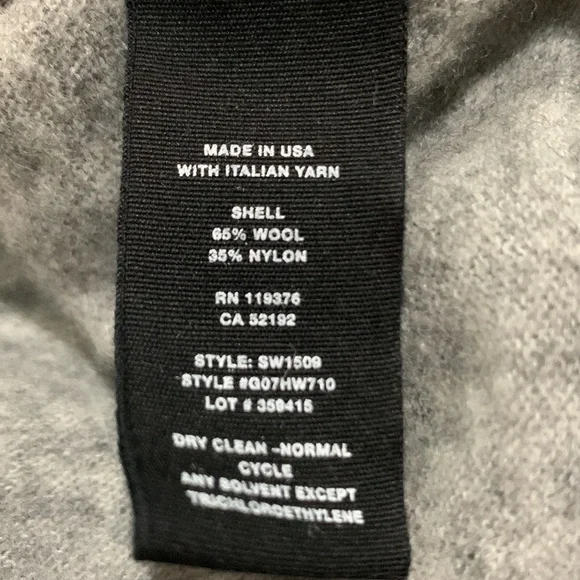 MADE IN USA
WITH ITALIAN YARN
SHELL
65% WOOL
35% NYLON
RN 119376
CA 52192
STYLE: SW1509
STYLE #G07HW710
LOT # 359415
DRY CLEAN -NORMAL
CYCLE
ANY SOLVENT EXCEPT
TRICHLOROETHYLENE